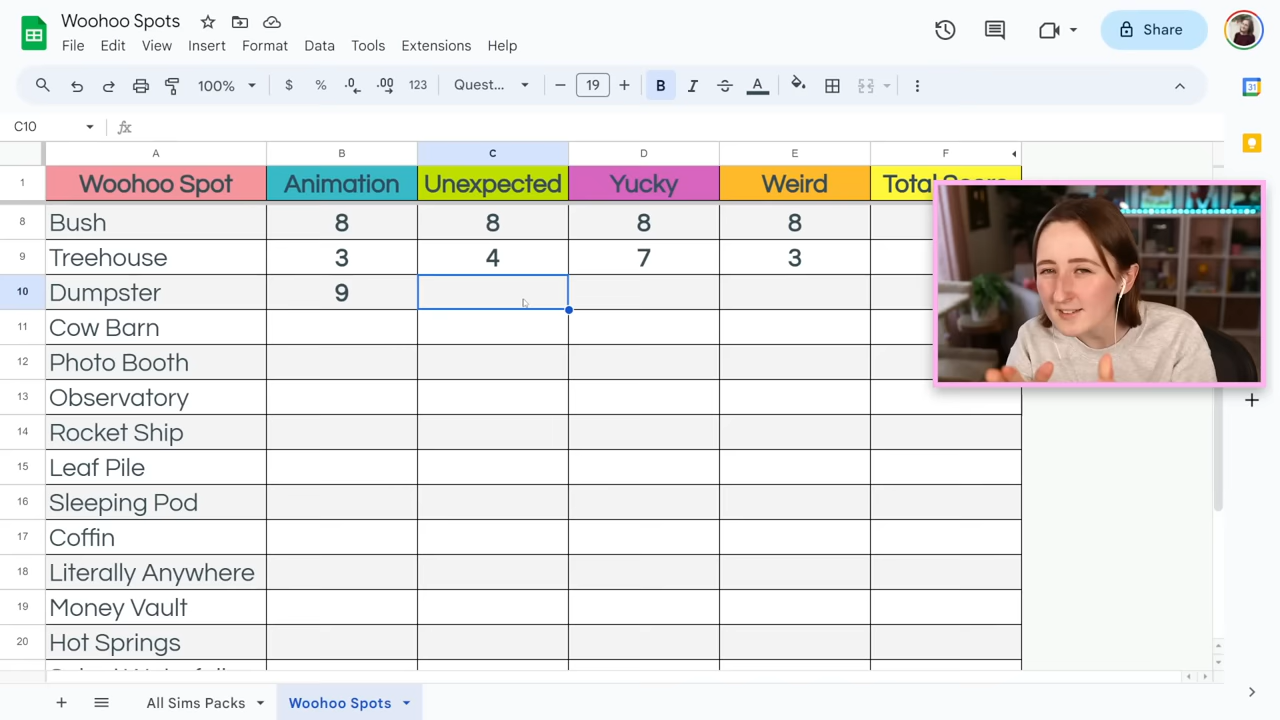 Woohoo Spots
File Edit View Insert Format Data Tools Extensions Help
Share
100% $ % .0 .00 123 Quest... 19 B I S A
31
C10 fx
A B C D E F
1 Woohoo Spot Animation Unexpected Yucky Weird Total Score
8 Bush 8 8 8 8
9 Treehouse 3 4 7 3
10 Dumpster 9
11 Cow Barn
12 Photo Booth
13 Observatory
14 Rocket Ship
15 Leaf Pile
16 Sleeping Pod
17 Coffin
18 Literally Anywhere
19 Money Vault
20 Hot Springs
All Sims Packs Woohoo Spots